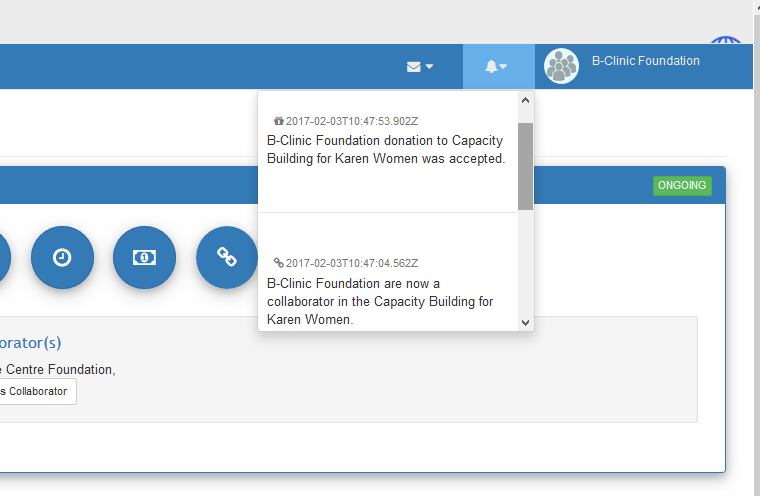 B-Clinic Foundation
2017-02-03T10:47:53.902Z
B-Clinic Foundation donation to Capacity
Building for Karen Women was accepted.
ONGOING
2017-02-03T10:47:04.562Z
B-Clinic Foundation are now a
collaborator in the Capacity Building for
Karen Women.
orator(s)
e Centre Foundation,
s Collaborator